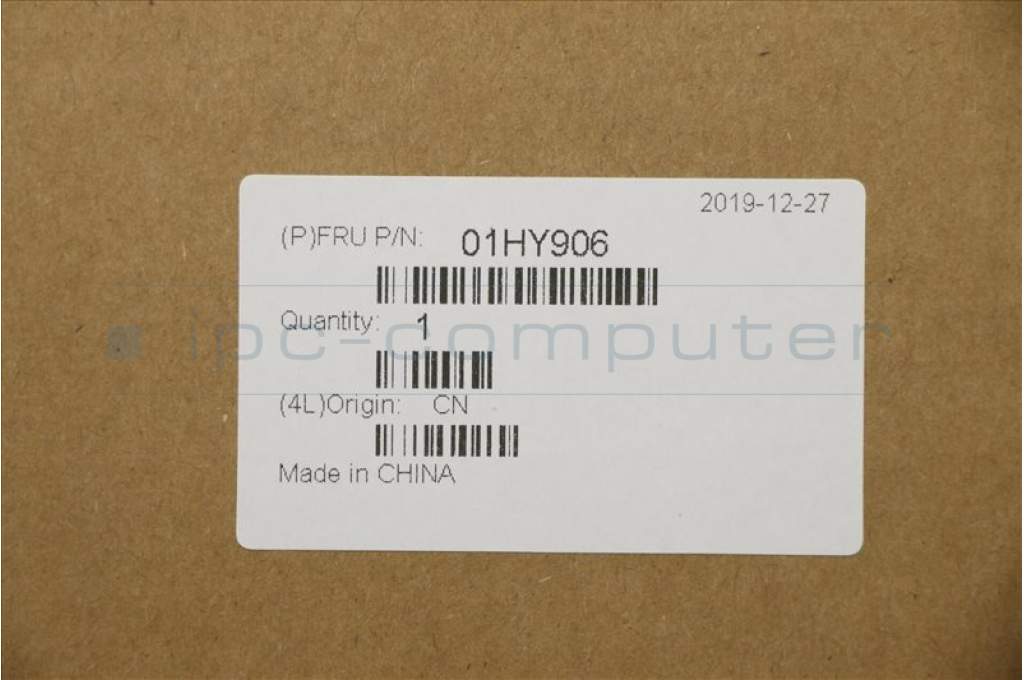 2019-12-27
(P)FRU P/N: 01HY906
Quantity: 1
ipc-computer
(4L)Origin: CN
Made in CHINA